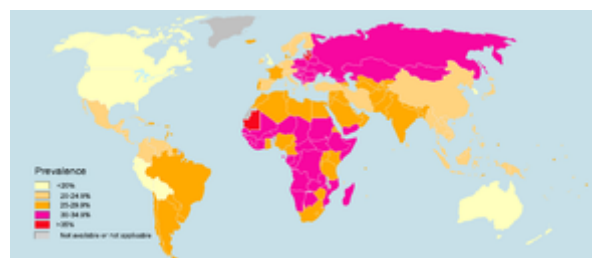 Prevalence
<20%
20-24.9%
25-29.9%
30-34.9%
>35%
Not available or not applicable